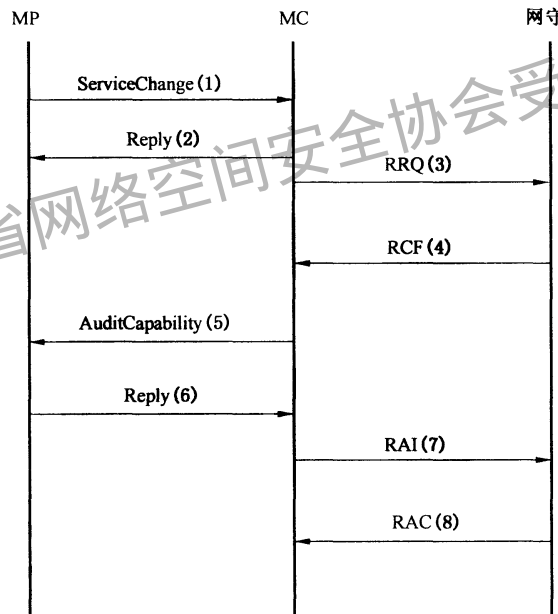 MP MC 网守
ServiceChange(1)
Reply(2)
RRQ(3)
RCF(4)
AuditCapability(5)
Reply(6)
RAI(7)
RAC(8)
省网络空间安全协会受